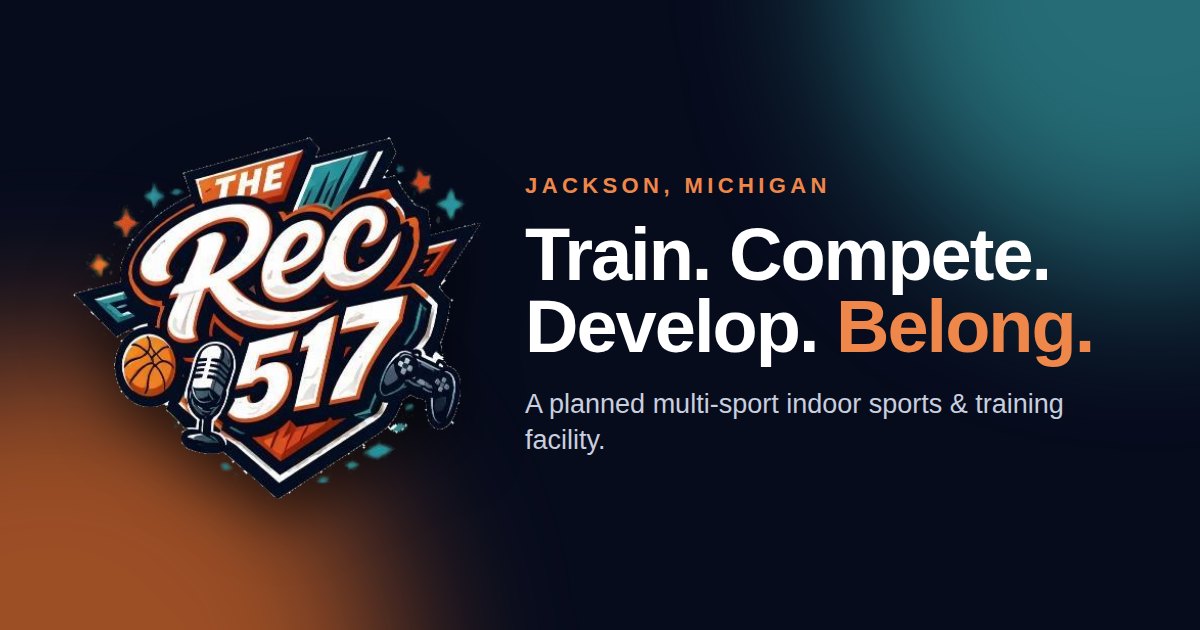 THE
Rec
517
JACKSON, MICHIGAN
Train. Compete.
Develop. Belong.
A planned multi-sport indoor sports & training
facility.